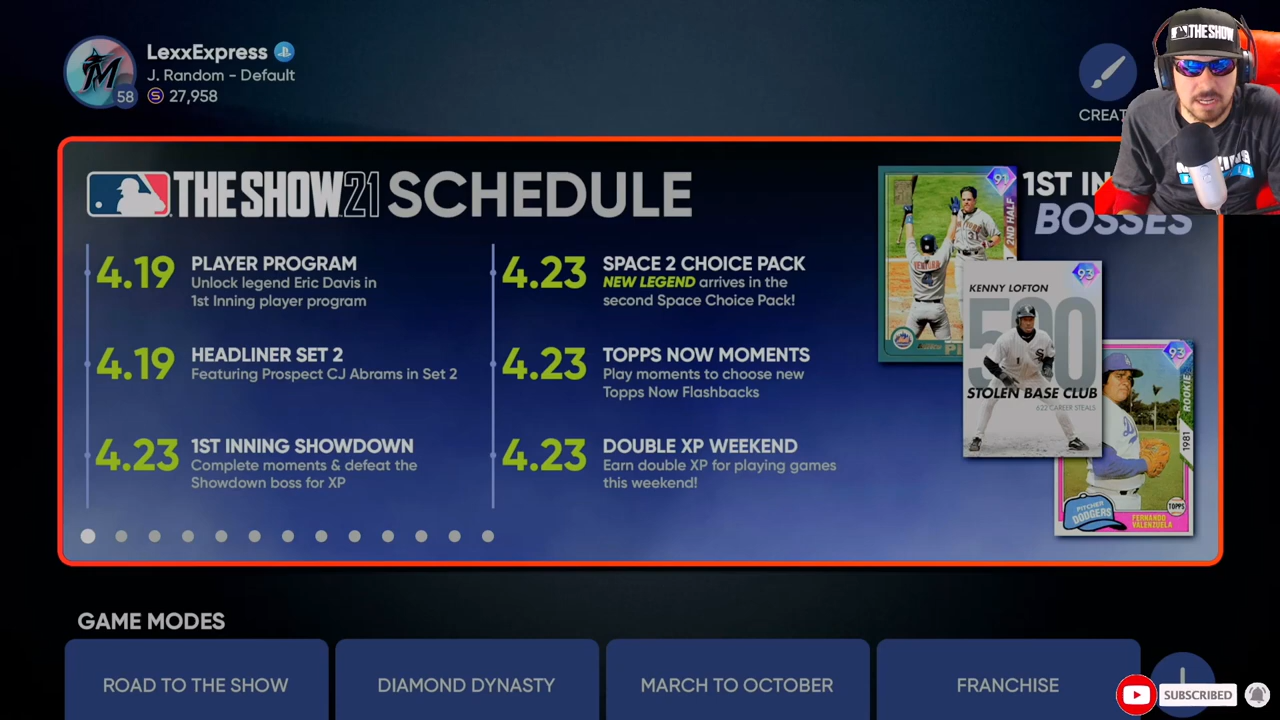 LexxExpress
J. Random - Default
58
S 27,958
CREAT
THE SHOW
THE SHOW 21 SCHEDULE
4.19 PLAYER PROGRAM
Unlock legend Eric Davis in
1st Inning player program
4.19 HEADLINER SET 2
Featuring Prospect CJ Abrams in Set 2
4.23 1ST INNING SHOWDOWN
Complete moments & defeat the
Showdown boss for XP
4.23 SPACE 2 CHOICE PACK
NEW LEGEND arrives in the
second Space Choice Pack!
4.23 TOPPS NOW MOMENTS
Play moments to choose new
Topps Now Flashbacks
4.23 DOUBLE XP WEEKEND
Earn double XP for playing games
this weekend!
1ST IN
BOSSES
91
2ND HALF
93
KENNY LOFTON
500
STOLEN BASE CLUB
622 CAREER STEALS
93
ROOKIE
1981
PITCHER
DODGERS
TOPPS
FERNANDO
VALENZUELA
GAME MODES
ROAD TO THE SHOW
DIAMOND DYNASTY
MARCH TO OCTOBER
FRANCHISE
SUBSCRIBED